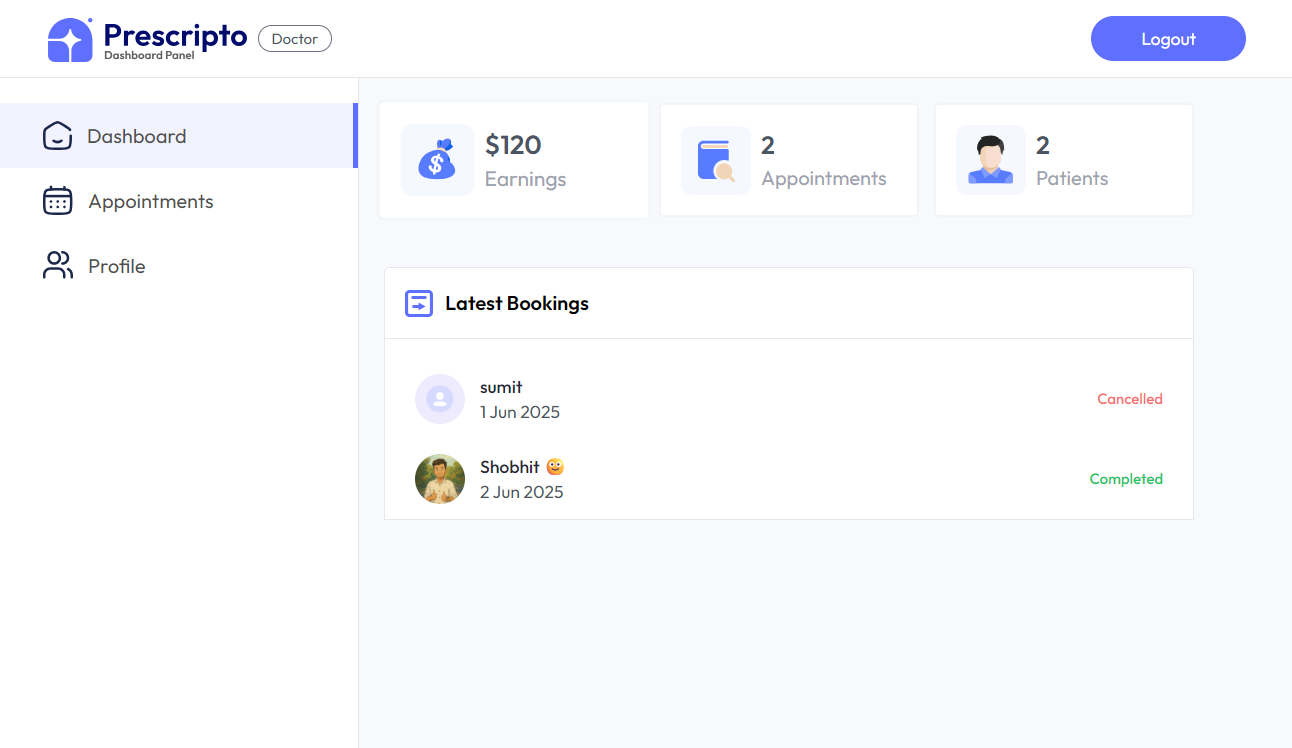 Prescripto
Dashboard Panel
Doctor
Logout
Dashboard
Appointments
Profile
$120
Earnings
2
Appointments
2
Patients
Latest Bookings
sumit
1 Jun 2025
Cancelled
Shobhit 🤪
2 Jun 2025
Completed